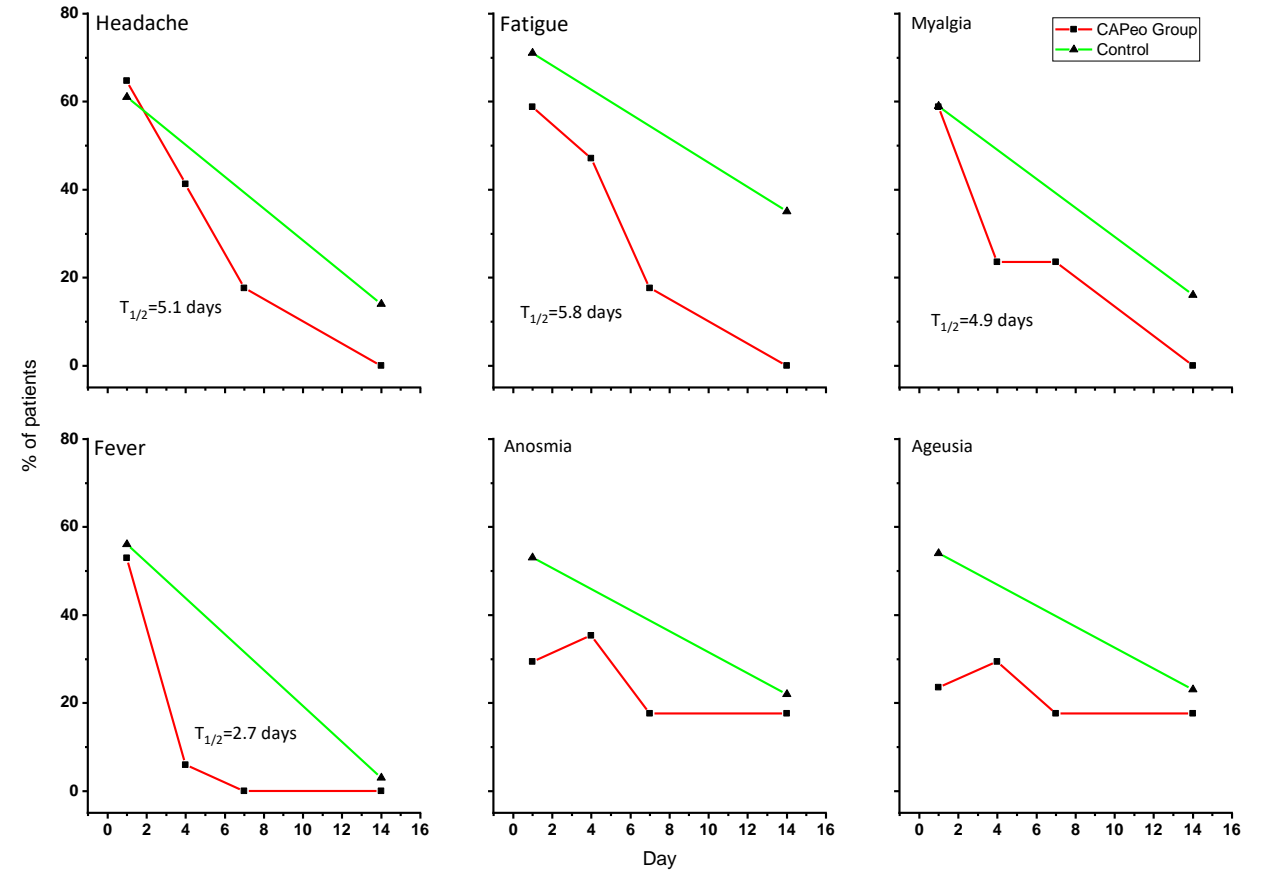 Headache
Fatigue
Myalgia
CAPeo Group
Control
80
60
40
20
0
T1/2=5.1 days
T1/2=5.8 days
T1/2=4.9 days
% of patients
Fever
Anosmia
Ageusia
80
60
40
20
0
T1/2=2.7 days
0 2 4 6 8 10 12 14 16
0 2 4 6 8 10 12 14 16
0 2 4 6 8 10 12 14 16
Day